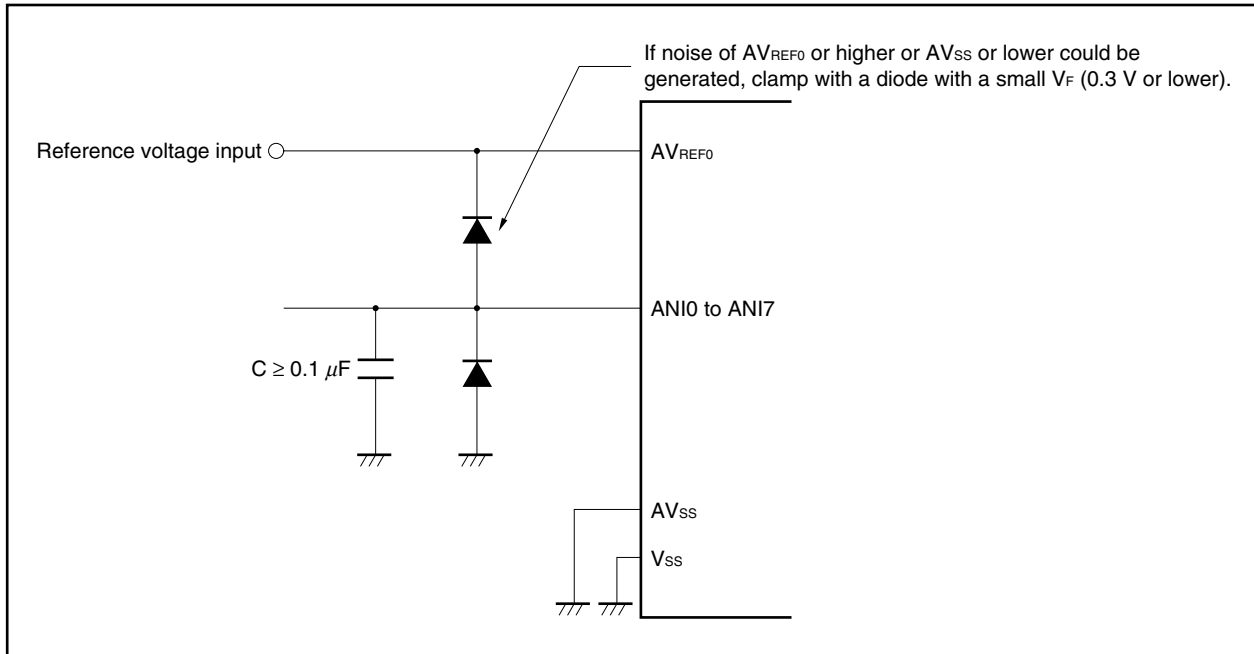 If noise of AVREF0 or higher or AVSS or lower could be
generated, clamp with a diode with a small VF (0.3 V or lower).
Reference voltage input
AVREF0
ANI0 to ANI7
C ≥ 0.1 μF
AVSS
VSS